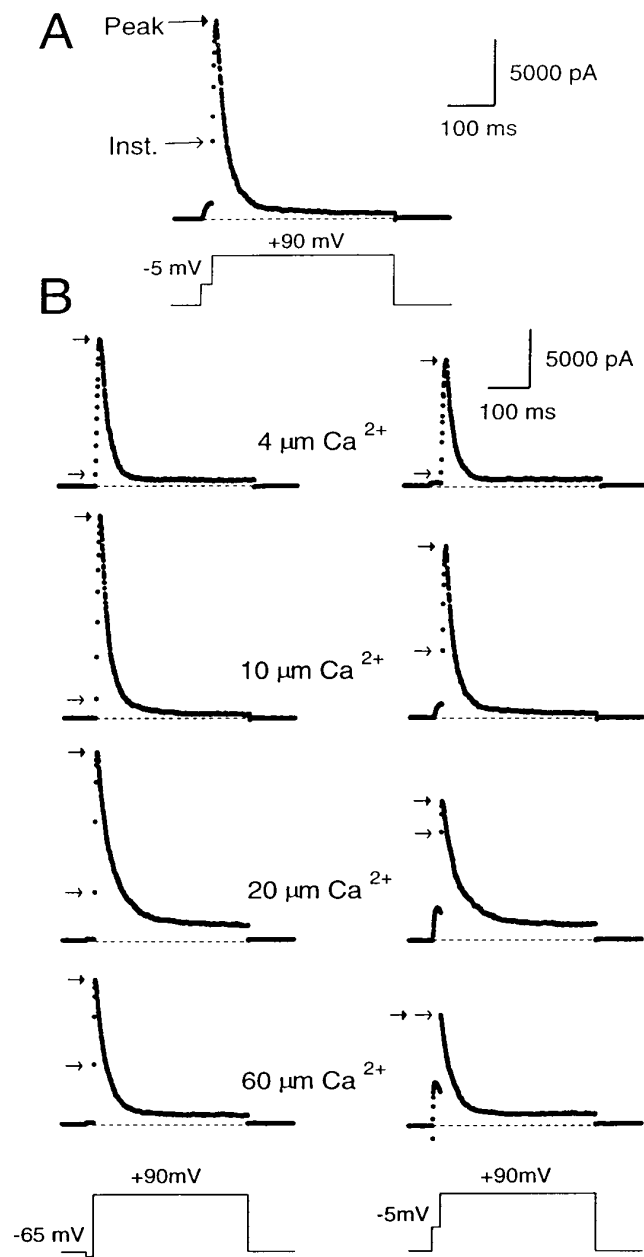 A
Peak
5000 pA
100 ms
Inst.
+90 mV
-5 mV
B
5000 pA
100 ms
4 μm Ca 2+
10 μm Ca 2+
20 μm Ca 2+
60 μm Ca 2+
+90mV
+90mV
-65 mV
-5mV